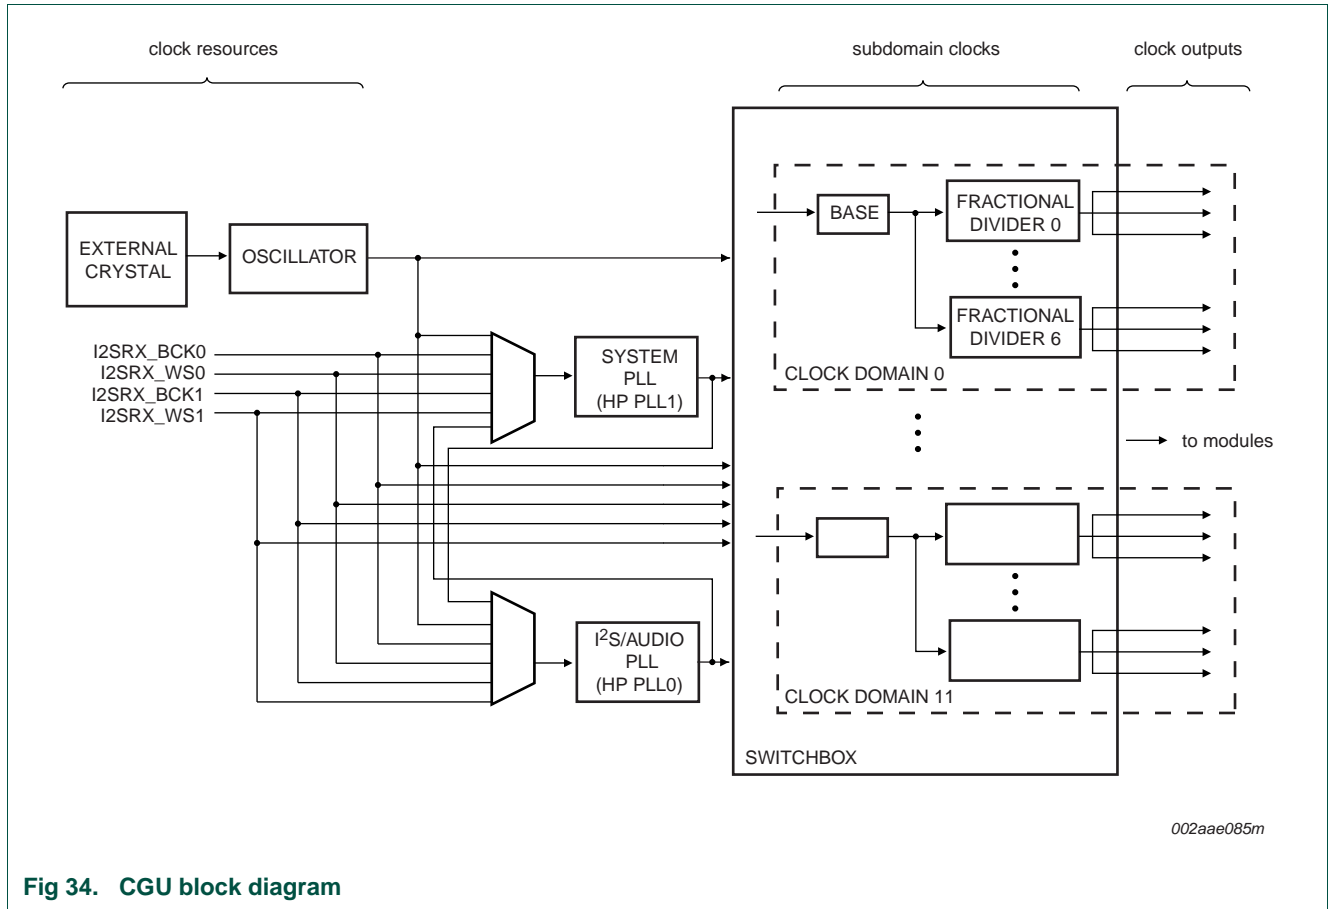 clock resources
subdomain clocks
clock outputs
EXTERNAL
CRYSTAL
OSCILLATOR
BASE
FRACTIONAL
DIVIDER 0
FRACTIONAL
DIVIDER 6
CLOCK DOMAIN 0
I2SRX_BCK0
I2SRX_WS0
I2SRX_BCK1
I2SRX_WS1
SYSTEM
PLL
(HP PLL1)
to modules
I2S/AUDIO
PLL
(HP PLL0)
CLOCK DOMAIN 11
SWITCHBOX
002aae085m
Fig 34. CGU block diagram